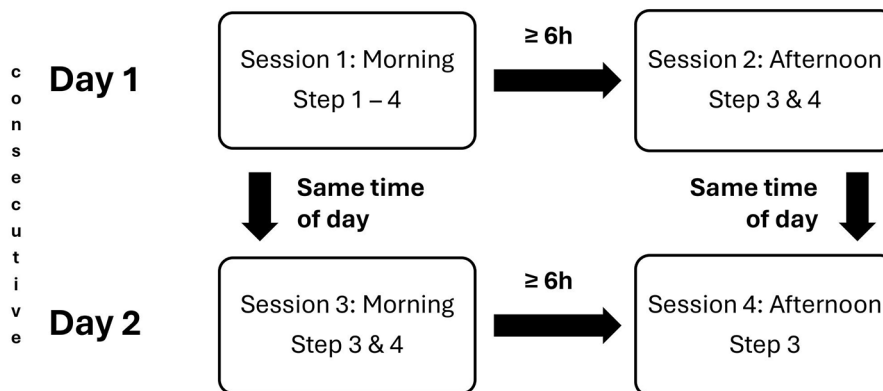 consecutive
Day 1
Session 1: Morning
Step 1 – 4
≥ 6h
Session 2: Afternoon
Step 3 & 4
Same time
of day
Same time
of day
Day 2
Session 3: Morning
Step 3 & 4
≥ 6h
Session 4: Afternoon
Step 3